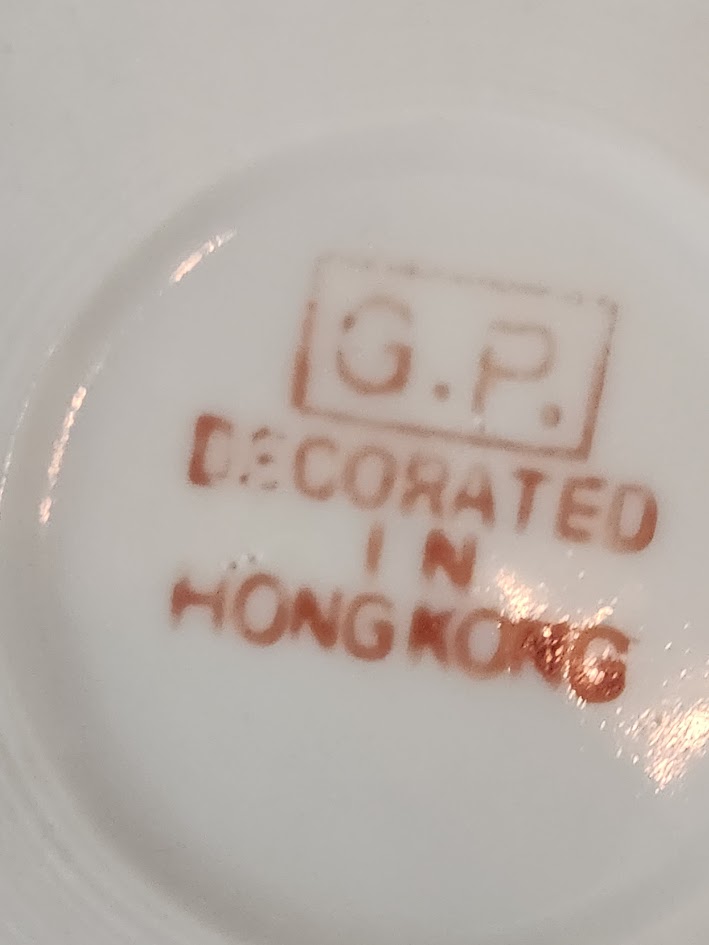 G.P.
DECORATED
IN
HONG KONG